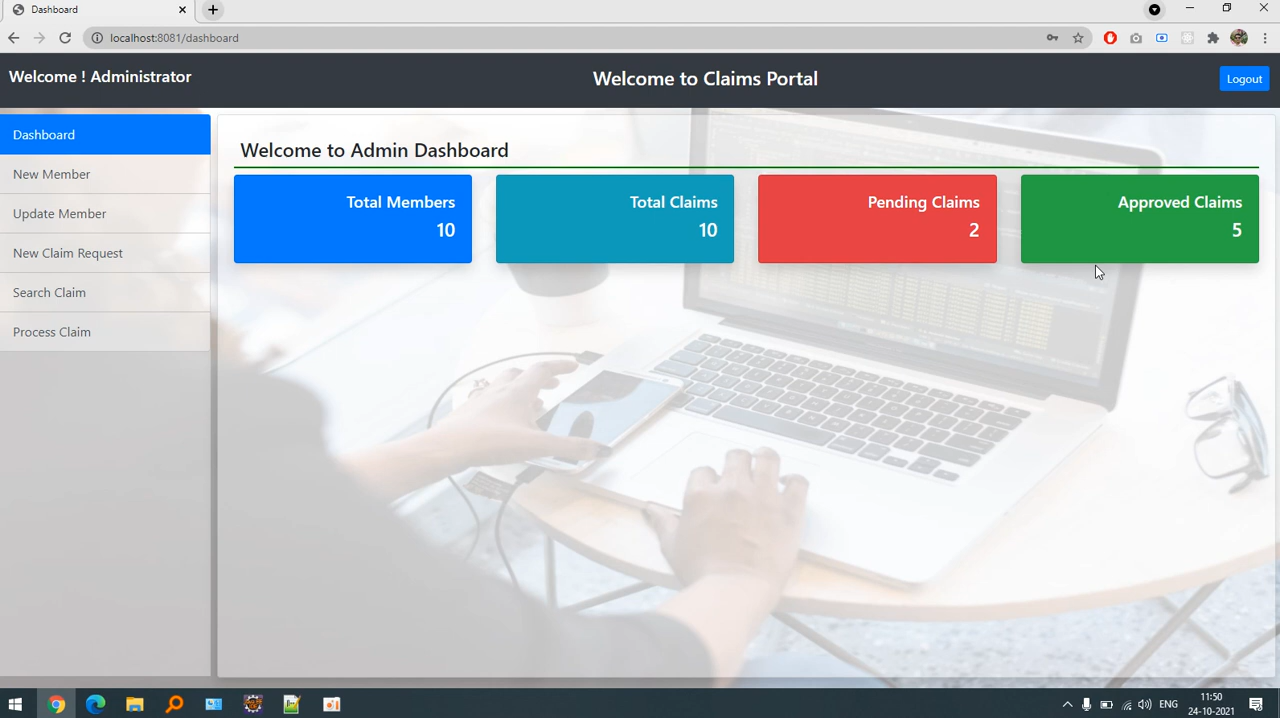 Dashboard
localhost:8081/dashboard
Welcome ! Administrator
Welcome to Claims Portal
Logout
Dashboard
New Member
Update Member
New Claim Request
Search Claim
Process Claim
Welcome to Admin Dashboard
Total Members
10
Total Claims
10
Pending Claims
2
Approved Claims
5
ENG
11:50
24-10-2021